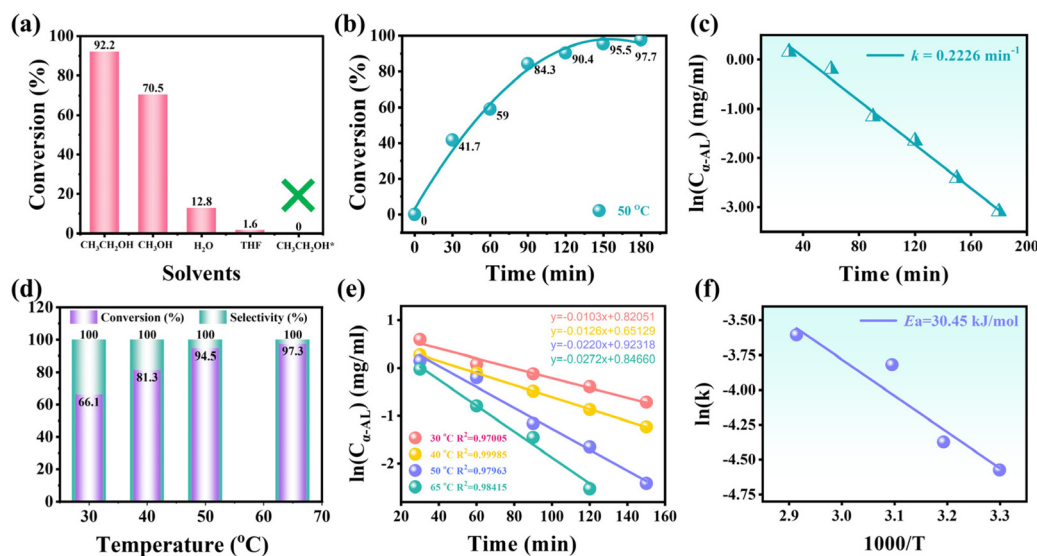 (a)
100
80
60
40
20
0
Conversion (%)
92.2
70.5
12.8
1.6
0
CH3CH2OH
CH3OH
H2O
THF
CH3CH2OH*
Solvents
(b)
100
80
60
40
20
0
Conversion (%)
0
41.7
59
84.3
90.4
95.5
97.7
50 °C
0 30 60 90 120 150 180
Time (min)
(c)
0.00
-1.00
-2.00
-3.00
ln(Cα-AL) (mg/ml)
k = 0.2226 min-1
40 80 120 160 200
Time (min)
(d)
120
100
80
60
40
20
0
Conversion (%) Selectivity (%)
100 100 100 100
66.1
81.3
94.5
97.3
30 40 50 60 70
Temperature (°C)
(e)
1
0
-1
-2
ln(Cα-AL) (mg/ml)
y=-0.0103x+0.82051
y=-0.0126x+0.65129
y=-0.0220x+0.92318
y=-0.0272x+0.84660
30 °C R2=0.97005
40 °C R2=0.99985
50 °C R2=0.97963
65 °C R2=0.98415
20 40 60 80 100 120 140 160
Time (min)
(f)
-3.50
-3.75
-4.00
-4.25
-4.50
-4.75
ln(k)
Ea=30.45 kJ/mol
2.9 3.0 3.1 3.2 3.3
1000/T